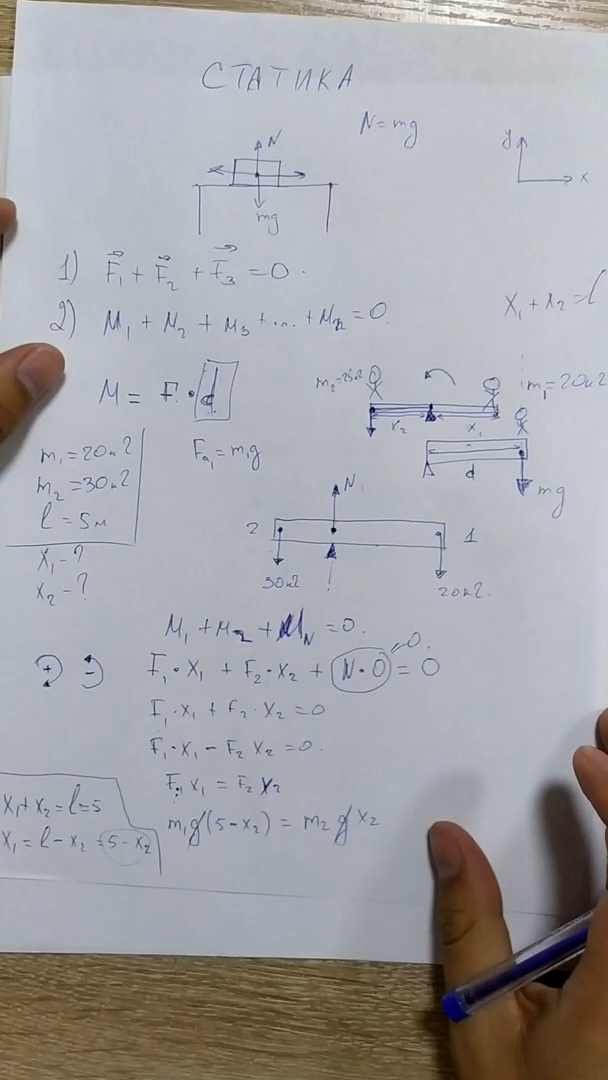 СТАТИКА
N = mg
N
mg
y
x
1) F₁ + F₂ + F₃ = 0.
2) M₁ + M₂ + M₃ + ... + Mn = 0.
x₁ + x₂ = l
M = F · d
m₁ = 20кг
x₂ x₁
d
mg
m₁ = 20кг
m₂ = 30кг
l = 5м
x₁ - ?
x₂ - ?
Fₐ₁ = m₁g
N
2 1
30кг 20кг.
M₁ + M₂ + M_N = 0.
F₁ · x₁ + F₂ · x₂ + N · 0 = 0
= 0.
+ -
F₁ · x₁ + F₂ · x₂ = 0
F₁ · x₁ - F₂ x₂ = 0.
F₁ x₁ = F₂ x₂
m₁g(5-x₂) = m₂g x₂
x₁ + x₂ = l = 5
x₁ = l - x₂ = 5 - x₂